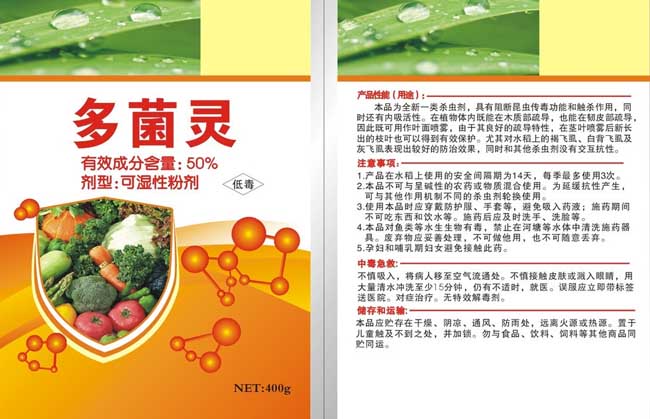 多菌灵
有效成分含量：50%
剂型：可湿性粉剂
低毒
NET:400g
产品性能（用途）：
本品为全新一类杀虫剂，具有阻断昆虫传毒功能和触杀作用，同
时还有内吸活性。在植物体内既能在木质部疏导，也能在韧皮部疏导，
因此既可用作叶面喷雾，由于其良好的疏导特性，在茎叶喷雾后新长
出的枝叶也可以得到有效保护。尤其对水稻上的褐飞虱、白背飞虱及
灰飞虱表现出较好的防治效果，同时和其他杀虫剂没有交互抗性。
注意事项：
1.产品在水稻上使用的安全间隔期为14天，每季最多使用3次。
2.本品不可与呈碱性的农药或物质混合使用。为延缓抗性产生，
可与其他作用机制不同的杀虫剂轮换使用。
3.使用本品时应穿戴防护服、手套等，避免吸入药液；施药期间
不可吃东西和饮水等。施药后应及时洗手、洗脸等。
4.本品对鱼类等水生生物有毒，禁止在河塘等水体中清洗施药器
具。废弃物应妥善处理，不可做他用，也不可随意丢弃。
5.孕妇和哺乳期妇女避免接触此药。
中毒急救：
不慎吸入，将病人移至空气流通处。不慎接触皮肤或溅入眼睛，用
大量清水冲洗至少15分钟，仍有不适时，就医。误服应立即带标签
送医院。对症治疗。无特效解毒剂。
储存和运输：
本品应贮存在干燥、阴凉、通风、防雨处，远离火源或热源。置于
儿童触及不到之处，并加锁。勿与食品、饮料、饲料等其他商品同
贮同运。